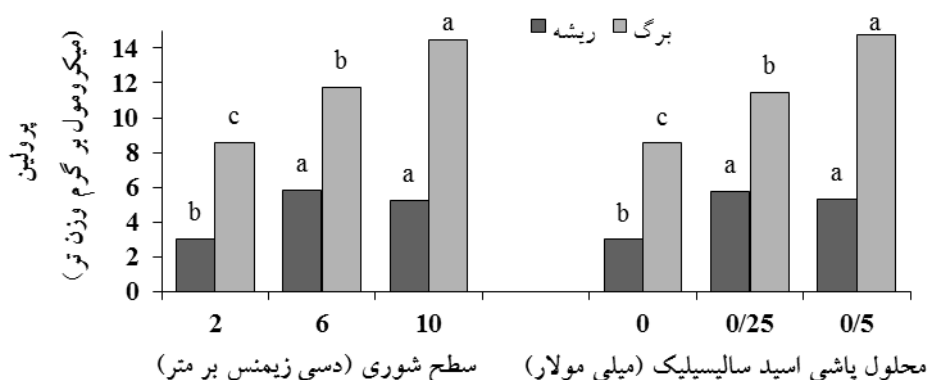 ریشه برگ
پرولین
(میکرومول بر گرم وزن تر)
14
12
10
8
6
4
2
0
b c a b a a b c a b a a
2 6 10 0 0/25 0/5
سطح شوری (دسی زیمنس بر متر)
محلول پاشی اسید سالیسیلیک (میلی مولار)